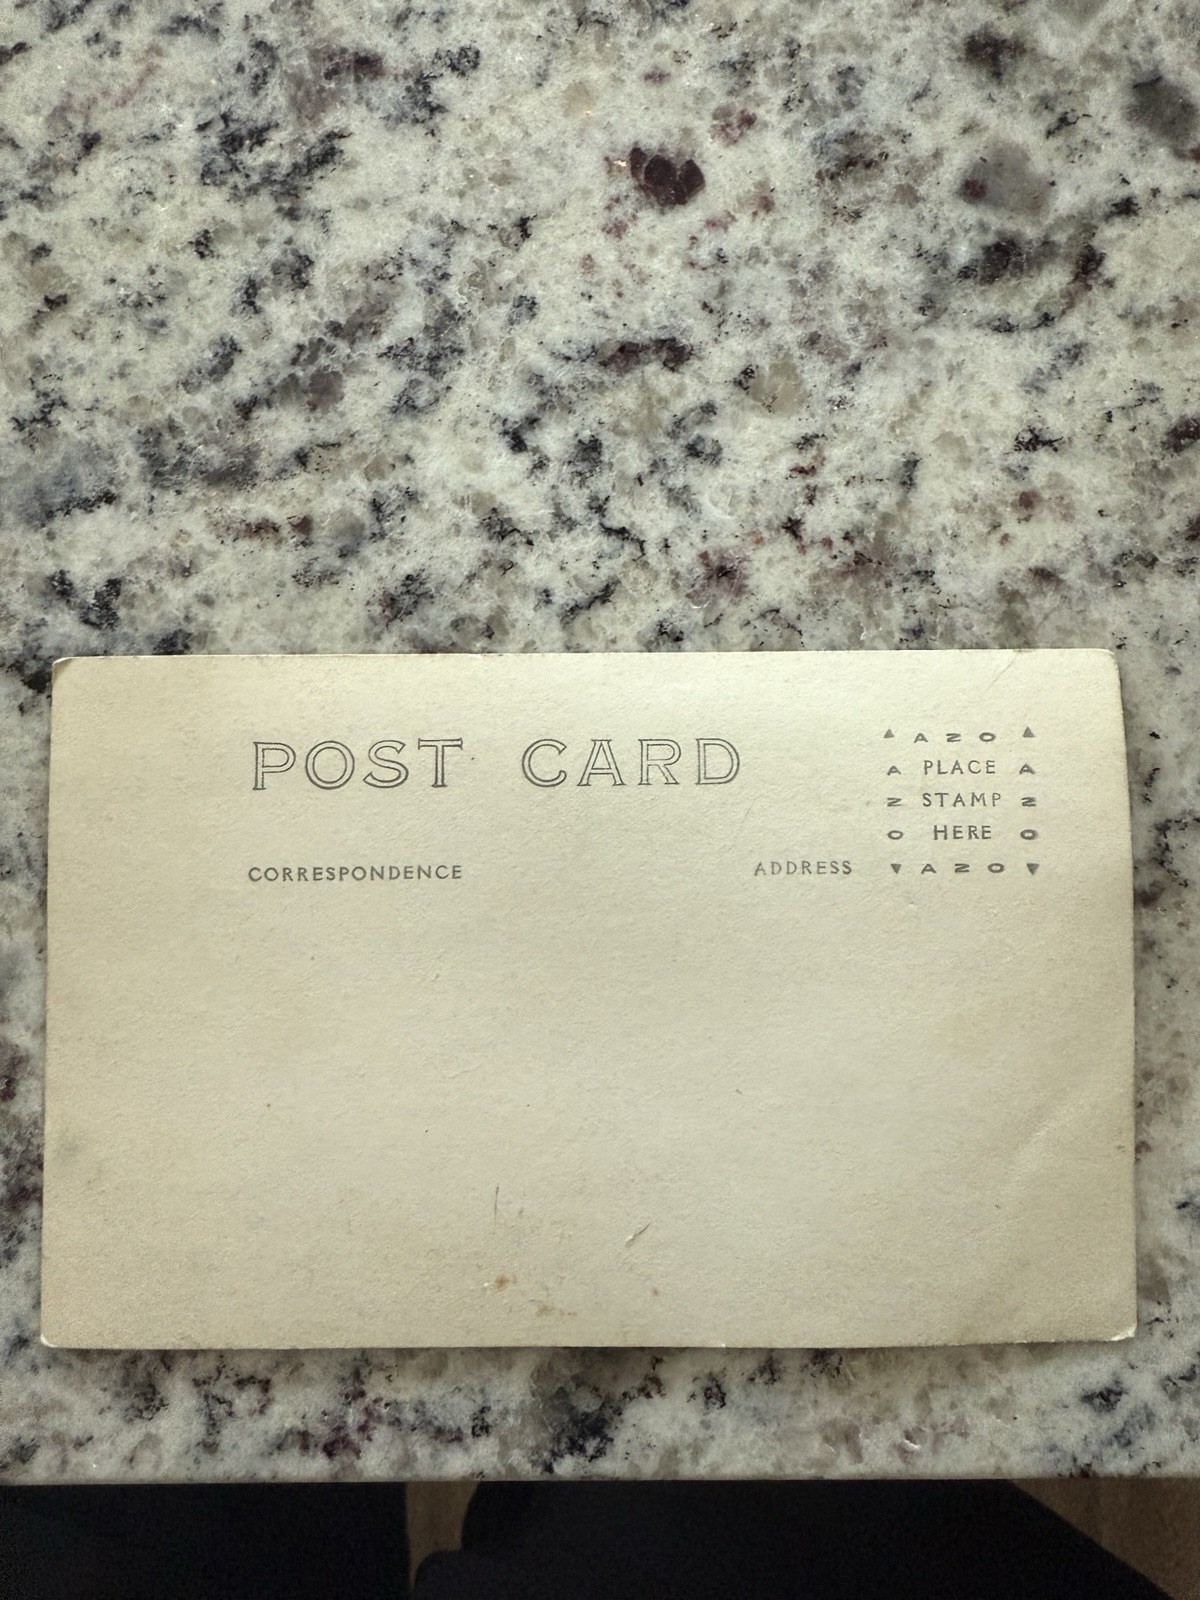 POST CARD
CORRESPONDENCE
ADDRESS
▲ AZO ▲
A PLACE A
Z STAMP Z
O HERE O
▼ AZO ▼